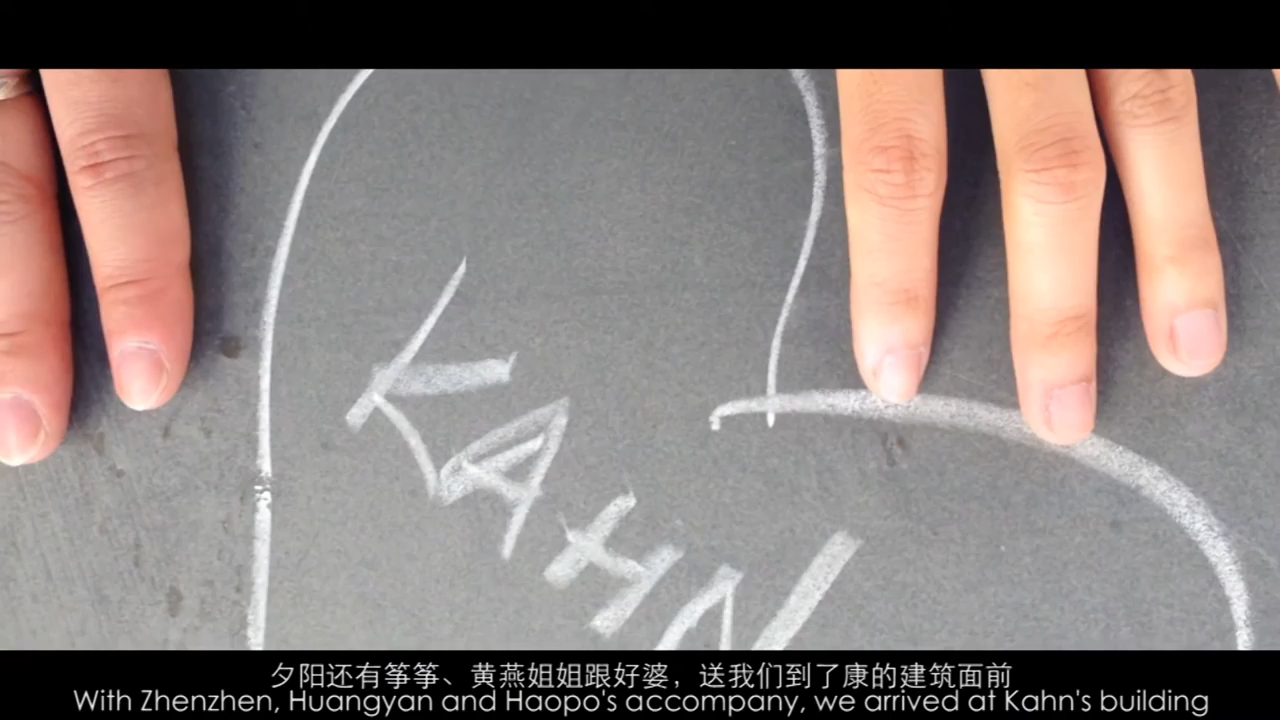 KAHN
夕阳还有筝筝、黄燕姐姐跟好婆，送我们到了康的建筑面前
With Zhenzhen, Huangyan and Haopo's accompany, we arrived at Kahn's building